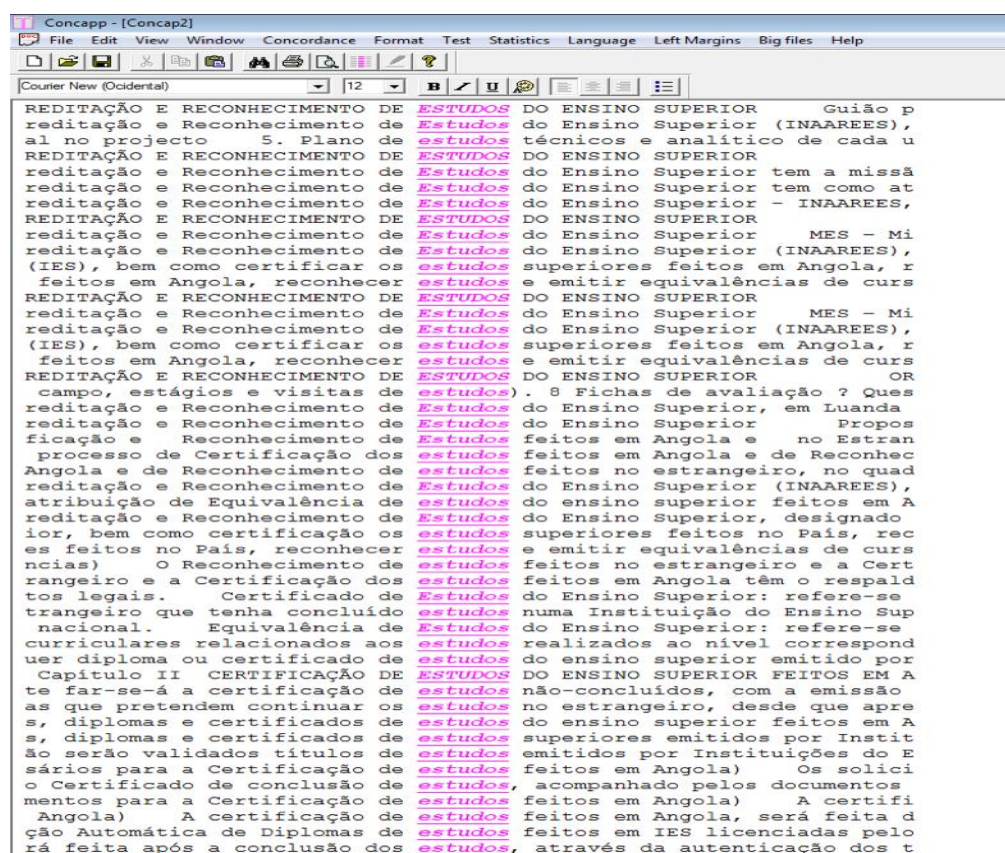 Concapp - [Concap2]
File Edit View Window Concordance Format Test Statistics Language Left Margins Big files Help
Courier New (Ocidental) 12 B U
REDITAÇÃO E RECONHECIMENTO DE ESTUDOS DO ENSINO SUPERIOR Guião p
reditação e Reconhecimento de Estudos do Ensino Superior (INAAREES),
al no projecto 5. Plano de estudos técnicos e analítico de cada u
REDITAÇÃO E RECONHECIMENTO DE ESTUDOS DO ENSINO SUPERIOR
reditação e Reconhecimento de Estudos do Ensino Superior tem a missã
reditação e Reconhecimento de Estudos do Ensino Superior tem como at
reditação e Reconhecimento de Estudos do Ensino Superior – INAAREES,
REDITAÇÃO E RECONHECIMENTO DE ESTUDOS DO ENSINO SUPERIOR
reditação e Reconhecimento de Estudos do Ensino Superior MES – Mi
reditação e Reconhecimento de Estudos do Ensino Superior (INAAREES),
(IES), bem como certificar os estudos superiores feitos em Angola, r
feitos em Angola, reconhecer estudos e emitir equivalências de curs
REDITAÇÃO E RECONHECIMENTO DE ESTUDOS DO ENSINO SUPERIOR
reditação e Reconhecimento de Estudos do Ensino Superior MES – Mi
reditação e Reconhecimento de Estudos do Ensino Superior (INAAREES),
(IES), bem como certificar os estudos superiores feitos em Angola, r
feitos em Angola, reconhecer estudos e emitir equivalências de curs
REDITAÇÃO E RECONHECIMENTO DE ESTUDOS DO ENSINO SUPERIOR OR
campo, estágios e visitas de estudos). 8 Fichas de avaliação ? Ques
reditação e Reconhecimento de Estudos do Ensino Superior, em Luanda
reditação e Reconhecimento de Estudos do Ensino Superior Propos
ficação e Reconhecimento de Estudos feitos em Angola e no Estran
processo de Certificação dos estudos feitos em Angola e de Reconhec
Angola e de Reconhecimento de estudos feitos no estrangeiro, no quad
reditação e Reconhecimento de Estudos do Ensino Superior (INAAREES),
atribuição de Equivalência de estudos do ensino superior feitos em A
reditação e Reconhecimento de Estudos do Ensino Superior, designado
ior, bem como certificação os estudos superiores feitos no País, rec
es feitos no País, reconhecer estudos e emitir equivalências de curs
ncias) O Reconhecimento de estudos feitos no estrangeiro e a Cert
rangeiro e a Certificação dos estudos feitos em Angola têm o respald
tos legais. Certificado de Estudos do Ensino Superior: refere-se
trangeiro que tenha concluído estudos numa Instituição do Ensino Sup
nacional. Equivalência de Estudos do Ensino Superior: refere-se
curriculares relacionados aos estudos realizados ao nível correspond
uer diploma ou certificado de estudos do ensino superior emitido por
Capítulo II CERTIFICAÇÃO DE ESTUDOS DO ENSINO SUPERIOR FEITOS EM A
te far-se-á a certificação de estudos não-concluídos, com a emissão
as que pretendem continuar os estudos no estrangeiro, desde que apre
s, diplomas e certificados de estudos do ensino superior feitos em A
s, diplomas e certificados de estudos superiores emitidos por Instit
ão serão validados títulos de estudos emitidos por Instituições do E
sários para a Certificação de estudos feitos em Angola) Os solici
o Certificado de conclusão de estudos, acompanhado pelos documentos
mentos para a Certificação de estudos feitos em Angola) A certifi
Angola) A certificação de estudos feitos em Angola, será feita d
ção Automática de Diplomas de estudos feitos em IES licenciadas pelo
rá feita após a conclusão dos estudos, através da autenticação dos t